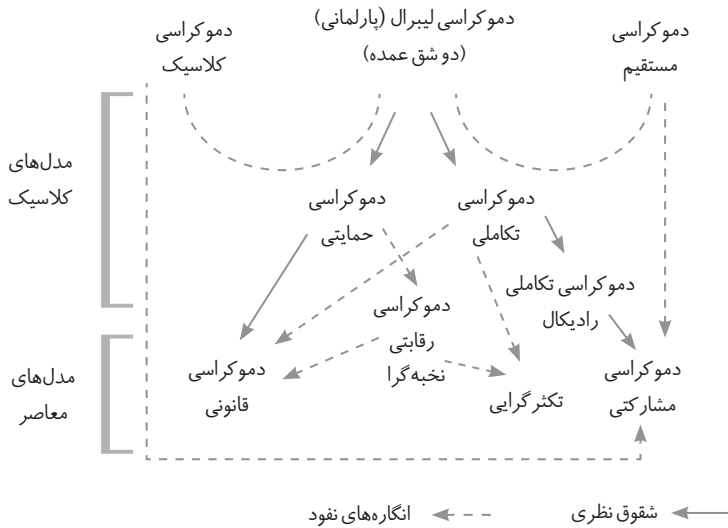 دموکراسی
مستقیم
دموکراسی لیبرال (پارلمانی)
(دو شق عمده)
دموکراسی
کلاسیک
مدل‌های
کلاسیک
دموکراسی
تکاملی
دموکراسی
حمایتی
دموکراسی تکاملی
رادیکال
دموکراسی
رقابتی
نخبه‌گرا
مدل‌های
معاصر
دموکراسی
مشارکتی
تکثرگرایی
دموکراسی
قانونی
شقوق نظری
انگاره‌های نفود